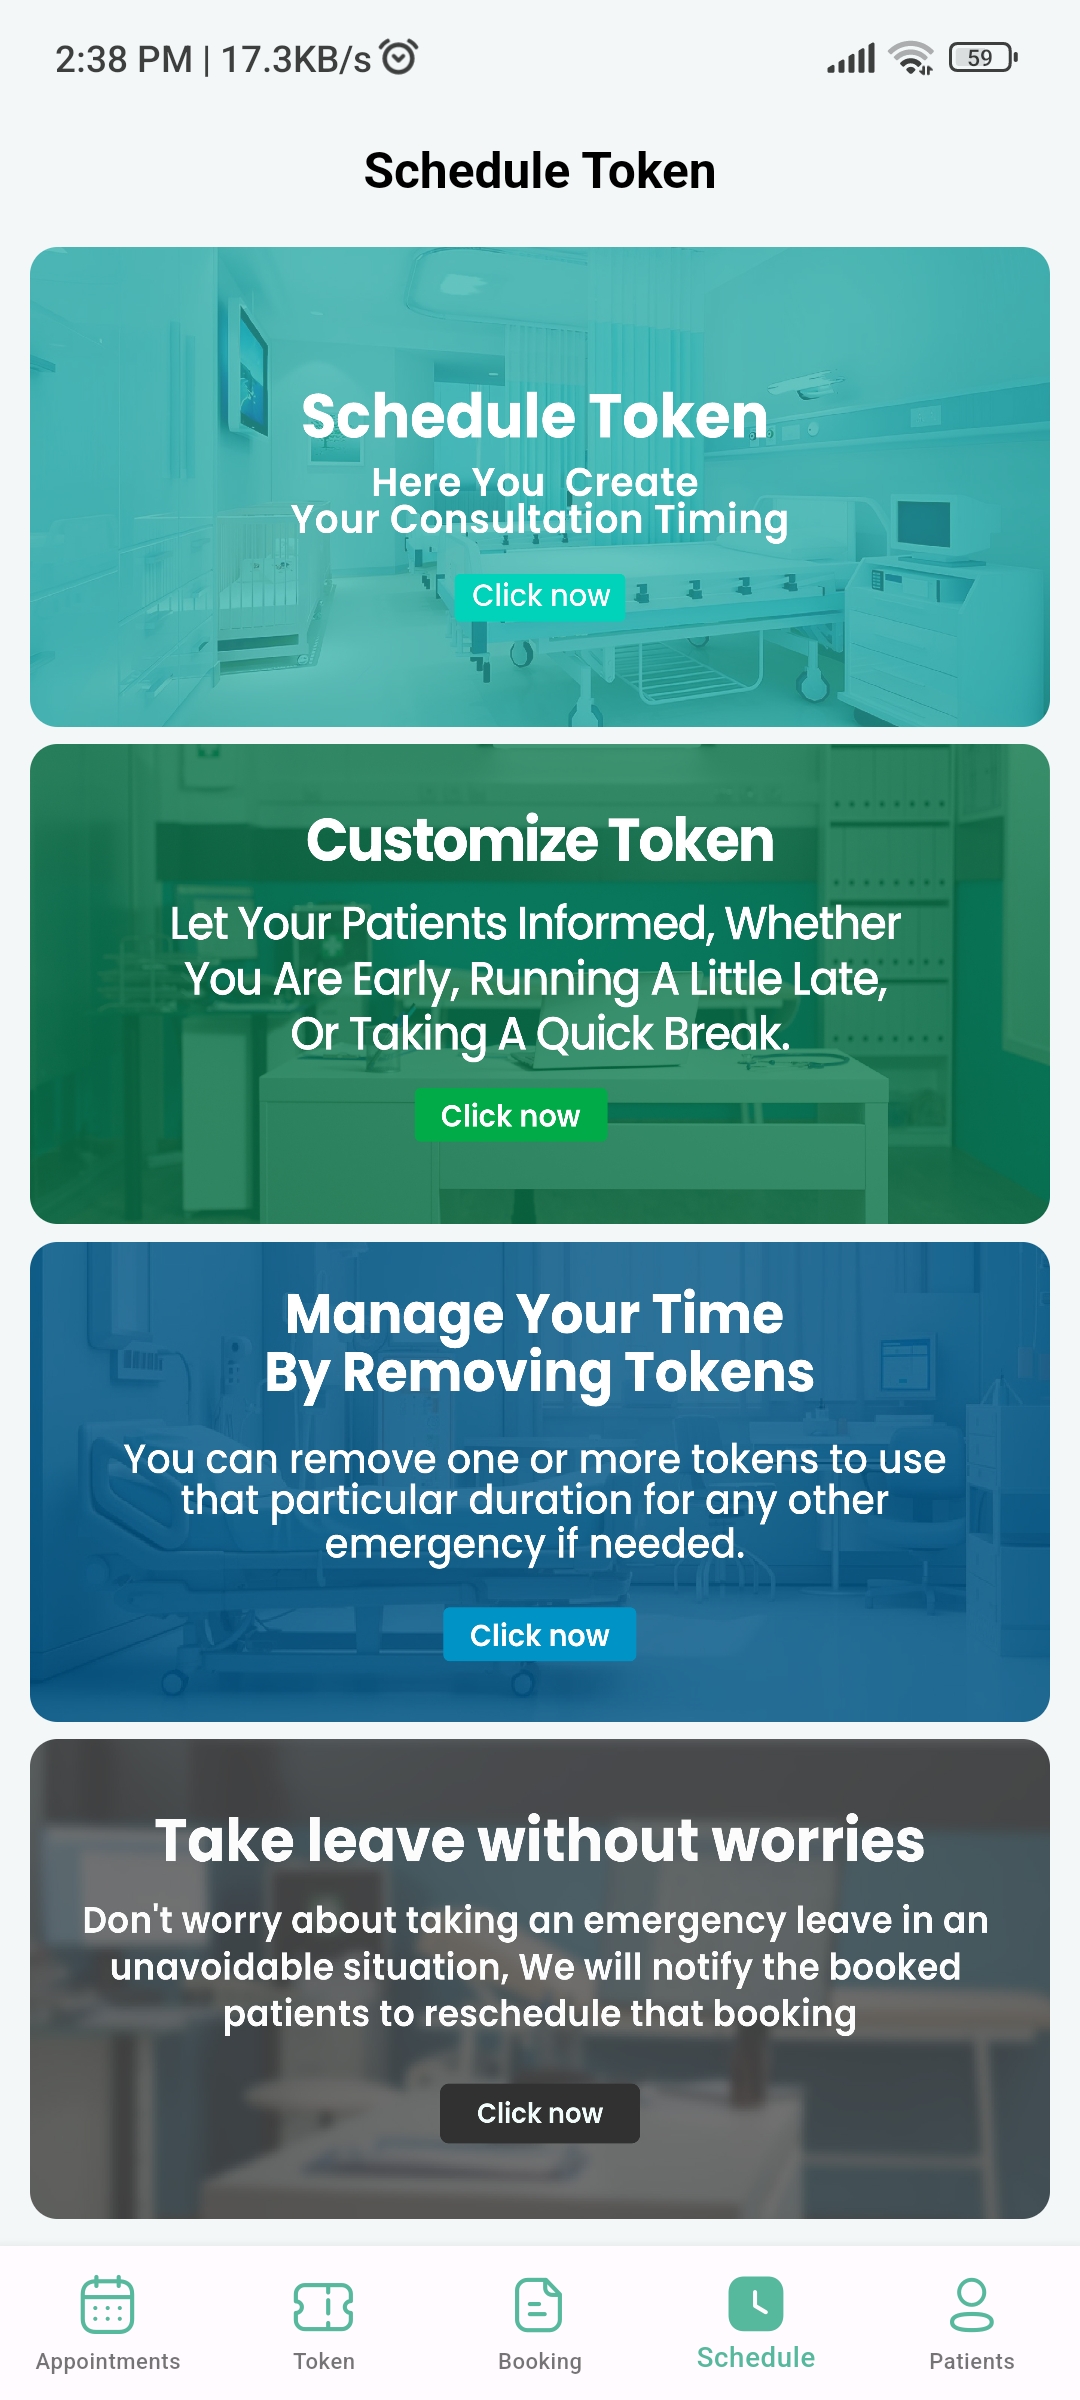 2:38 PM | 17.3KB/s
59
Schedule Token
Schedule Token
Here You Create
Your Consultation Timing
Click now
Customize Token
Let Your Patients Informed, Whether
You Are Early, Running A Little Late,
Or Taking A Quick Break.
Click now
Manage Your Time
By Removing Tokens
You can remove one or more tokens to use
that particular duration for any other
emergency if needed.
Click now
Take leave without worries
Don't worry about taking an emergency leave in an
unavoidable situation, We will notify the booked
patients to reschedule that booking
Click now
Appointments Token Booking Schedule Patients